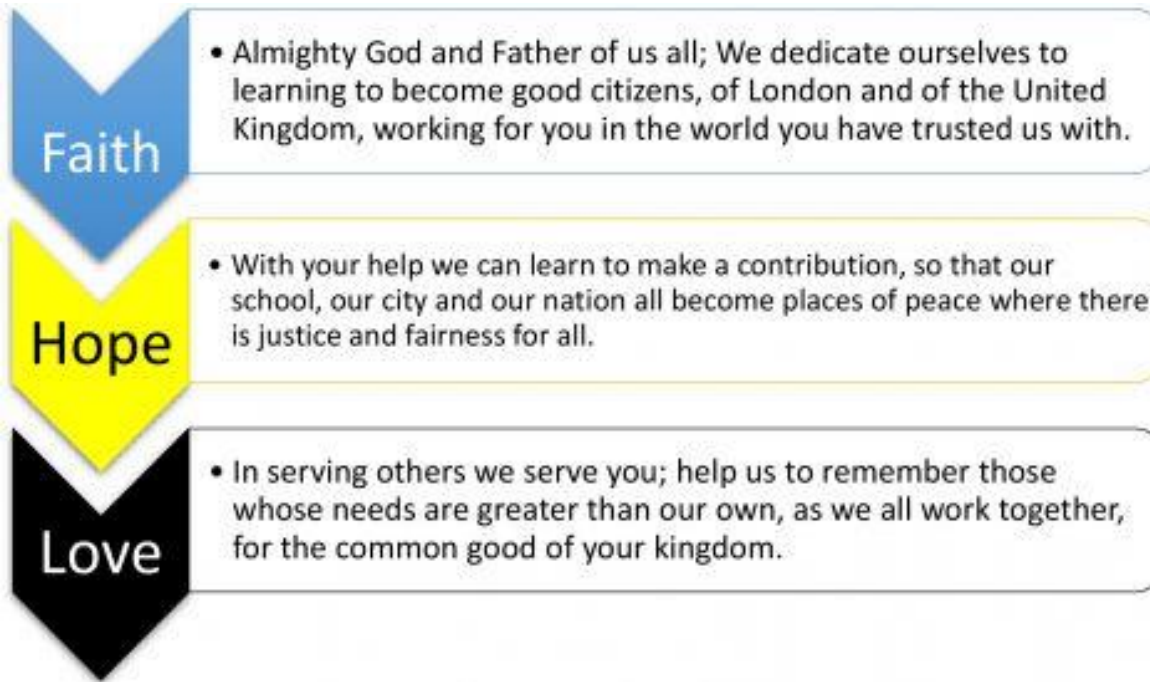 Faith
• Almighty God and Father of us all; We dedicate ourselves to
learning to become good citizens, of London and of the United
Kingdom, working for you in the world you have trusted us with.
Hope
• With your help we can learn to make a contribution, so that our
school, our city and our nation all become places of peace where there
is justice and fairness for all.
Love
• In serving others we serve you; help us to remember those
whose needs are greater than our own, as we all work together,
for the common good of your kingdom.